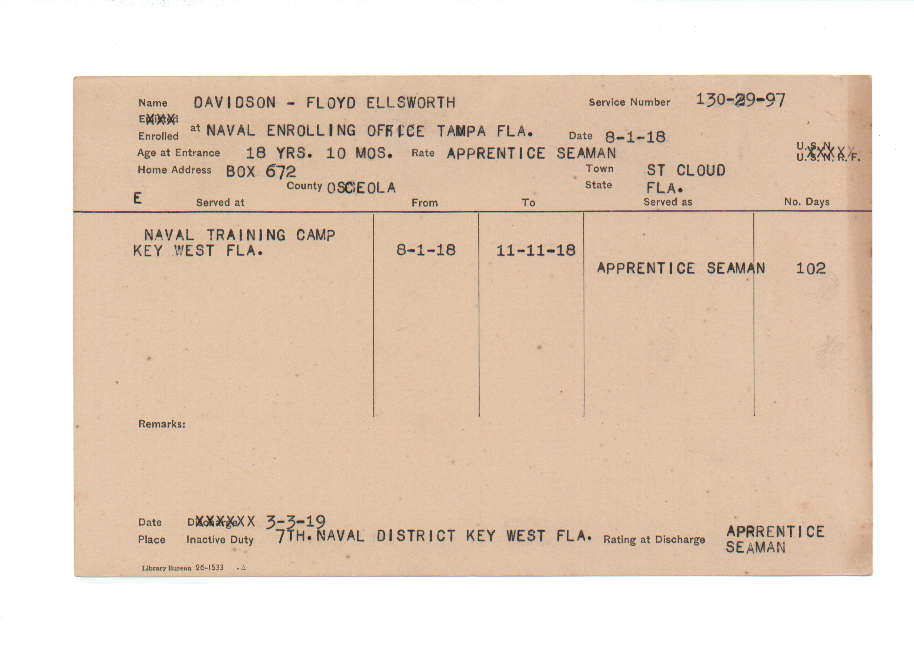 Name DAVIDSON - FLOYD ELLSWORTH Service Number 130-29-97
Enrolled at NAVAL ENROLLING OFFICE TAMPA FLA. Date 8-1-18
Age at Entrance 18 YRS. 10 MOS. Rate APPRENTICE SEAMAN U.S.N.R.F.
Home Address BOX 672 Town ST CLOUD
County OSCEOLA State FLA.
E Served at From To Served as No. Days
NAVAL TRAINING CAMP
KEY WEST FLA. 8-1-18 11-11-18
APPRENTICE SEAMAN 102
Remarks:
Date Discharge XX 3-3-19
Place Inactive Duty 7TH.NAVAL DISTRICT KEY WEST FLA. Rating at Discharge APRRENTICE
SEAMAN
Library Bureau 26-1533